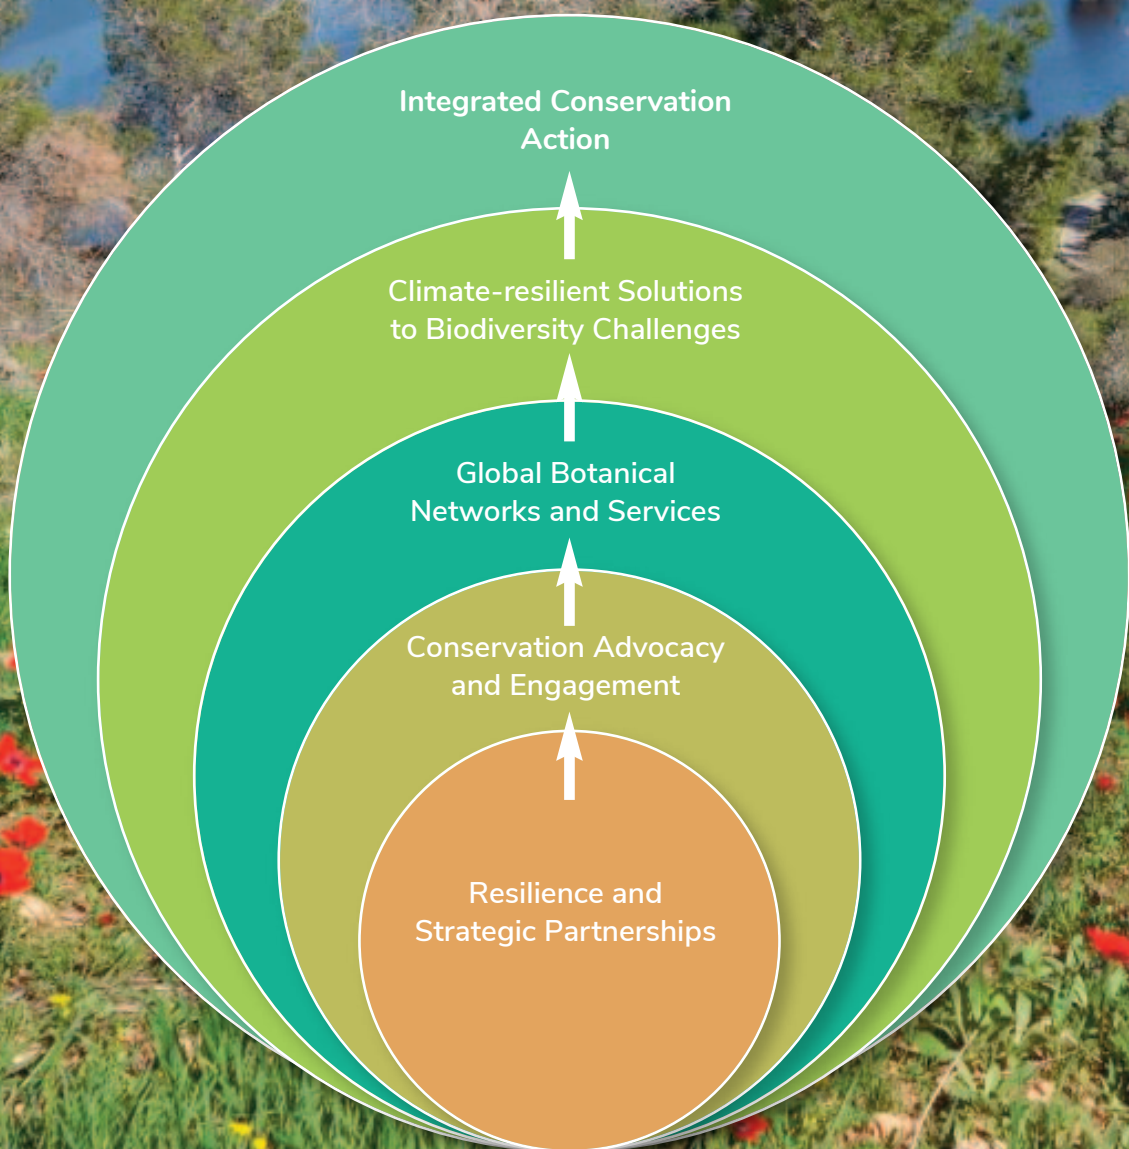 Integrated Conservation
Action
Climate-resilient Solutions
to Biodiversity Challenges
Global Botanical
Networks and Services
Conservation Advocacy
and Engagement
Resilience and
Strategic Partnerships